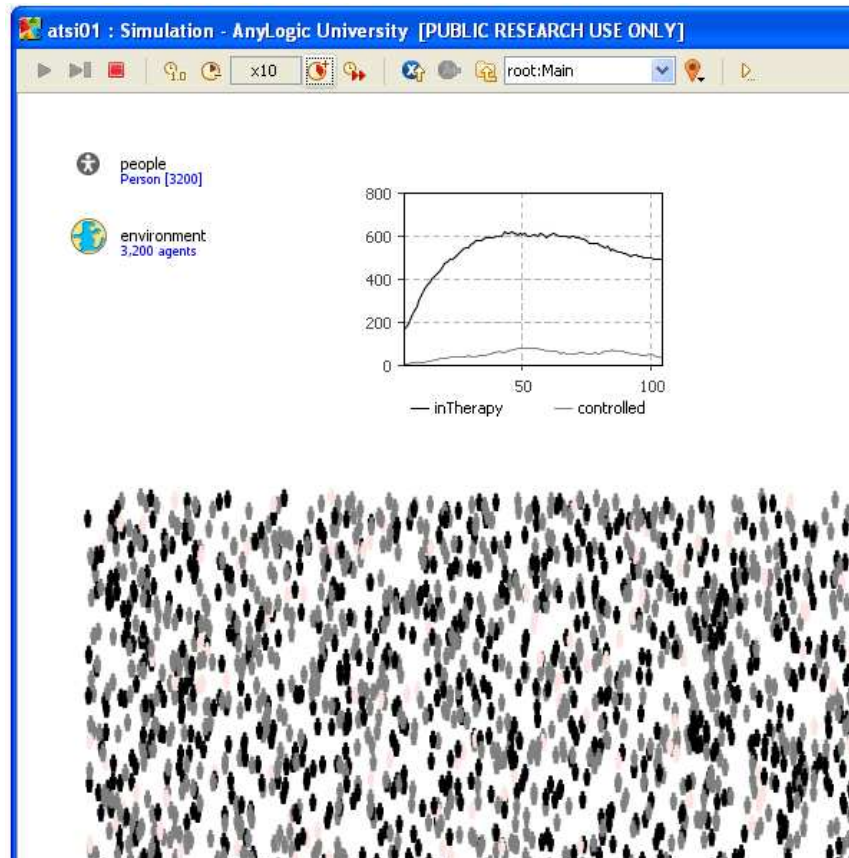 atsi01 : Simulation - AnyLogic University [PUBLIC RESEARCH USE ONLY]
x10
root:Main
people
Person [3200]
environment
3,200 agents
800
600
400
200
0
50
100
inTherapy
controlled